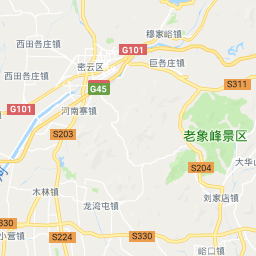 穆家峪镇
G101
西田各庄镇
密云区
巨各庄镇
西田各庄镇
G45
S311
G101
河南寨镇
S203
老象峰景区
大华山
S204
河
木林镇
刘家店镇
龙湾屯镇
S330
小营镇
S224
S330
峪口镇